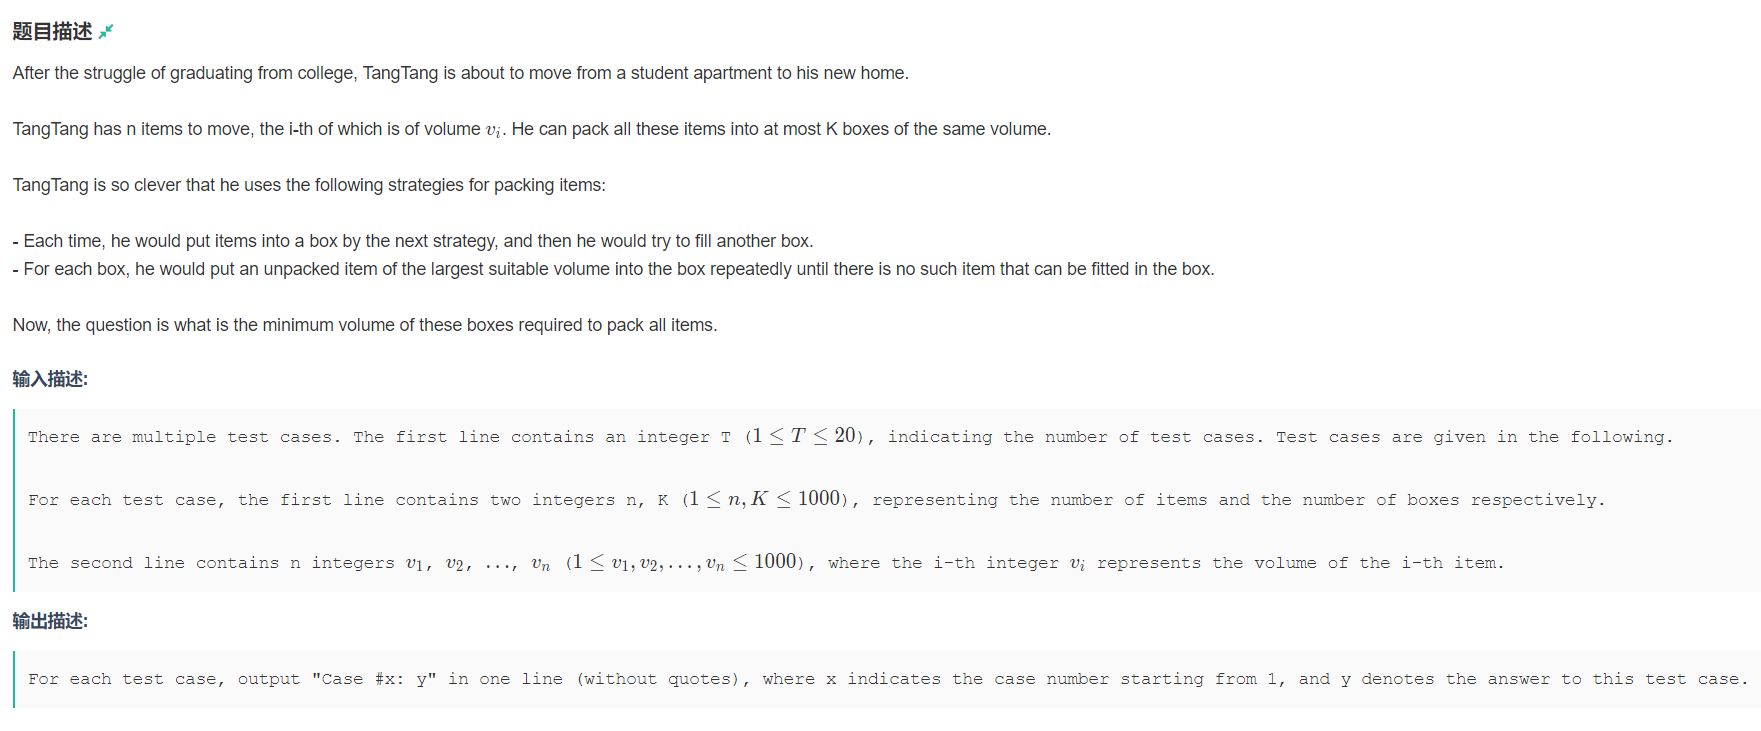 题目描述
After the struggle of graduating from college, TangTang is about to move from a student apartment to his new home.
TangTang has n items to move, the i-th of which is of volume $v_i$. He can pack all these items into at most K boxes of the same volume.
TangTang is so clever that he uses the following strategies for packing items:
- Each time, he would put items into a box by the next strategy, and then he would try to fill another box.
- For each box, he would put an unpacked item of the largest suitable volume into the box repeatedly until there is no such item that can be fitted in the box.
Now, the question is what is the minimum volume of these boxes required to pack all items.
输入描述:
There are multiple test cases. The first line contains an integer T ($1 \le T \le 20$), indicating the number of test cases. Test cases are given in the following.
For each test case, the first line contains two integers n, K ($1 \le n, K \le 1000$), representing the number of items and the number of boxes respectively.
The second line contains n integers $v_1$, $v_2$, ..., $v_n$ ($1 \le v_1, v_2, \ldots, v_n \le 1000$), where the i-th integer $v_i$ represents the volume of the i-th item.
输出描述:
For each test case, output "Case #x: y" in one line (without quotes), where x indicates the case number starting from 1, and y denotes the answer to this test case.